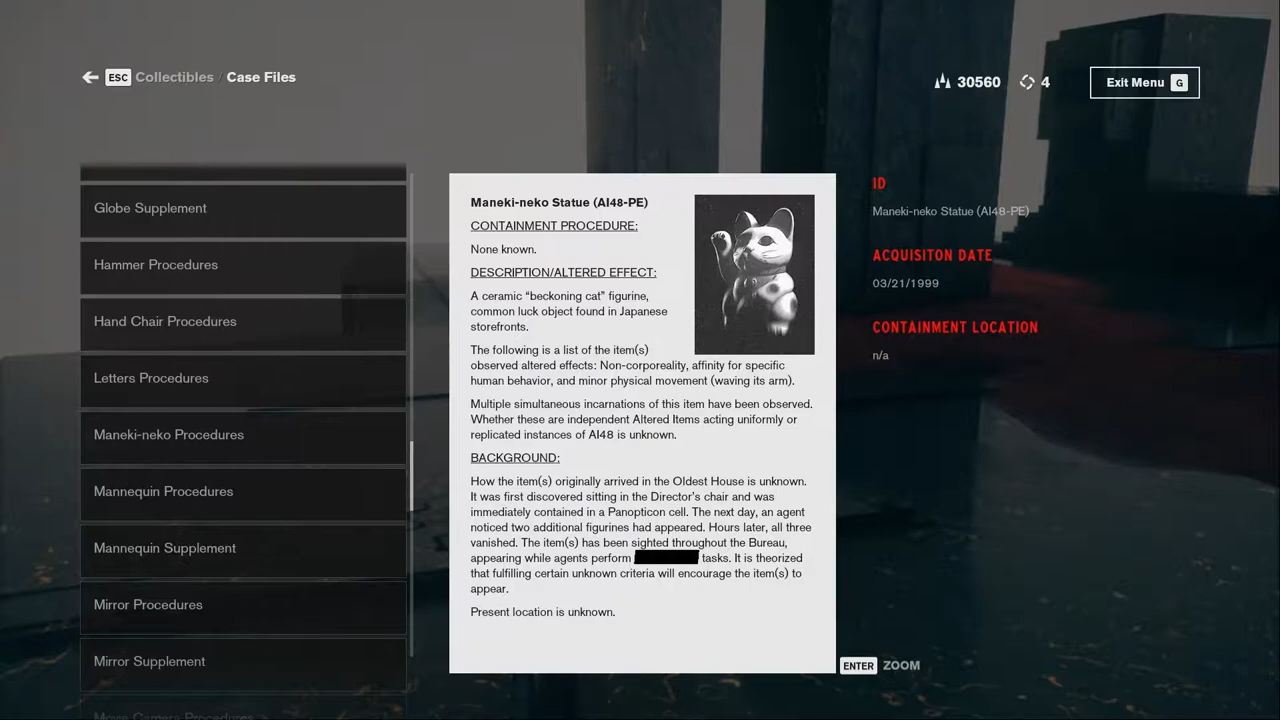 ESC Collectibles / Case Files
30560
4
Exit Menu G
Globe Supplement
Hammer Procedures
Hand Chair Procedures
Letters Procedures
Maneki-neko Procedures
Mannequin Procedures
Mannequin Supplement
Mirror Procedures
Mirror Supplement
Movie Camera Procedures
Maneki-neko Statue (AI48-PE)
CONTAINMENT PROCEDURE:
None known.
DESCRIPTION/ALTERED EFFECT:
A ceramic “beckoning cat” figurine,
common luck object found in Japanese
storefronts.
The following is a list of the item(s)
observed altered effects: Non-corporeality, affinity for specific
human behavior, and minor physical movement (waving its arm).
Multiple simultaneous incarnations of this item have been observed.
Whether these are independent Altered Items acting uniformly or
replicated instances of AI48 is unknown.
BACKGROUND:
How the item(s) originally arrived in the Oldest House is unknown.
It was first discovered sitting in the Director’s chair and was
immediately contained in a Panopticon cell. The next day, an agent
noticed two additional figurines had appeared. Hours later, all three
vanished. The item(s) has been sighted throughout the Bureau,
appearing while agents perform tasks. It is theorized
that fulfilling certain unknown criteria will encourage the item(s) to
appear.
Present location is unknown.
ID
Maneki-neko Statue (AI48-PE)
ACQUISITON DATE
03/21/1999
CONTAINMENT LOCATION
n/a
ENTER ZOOM